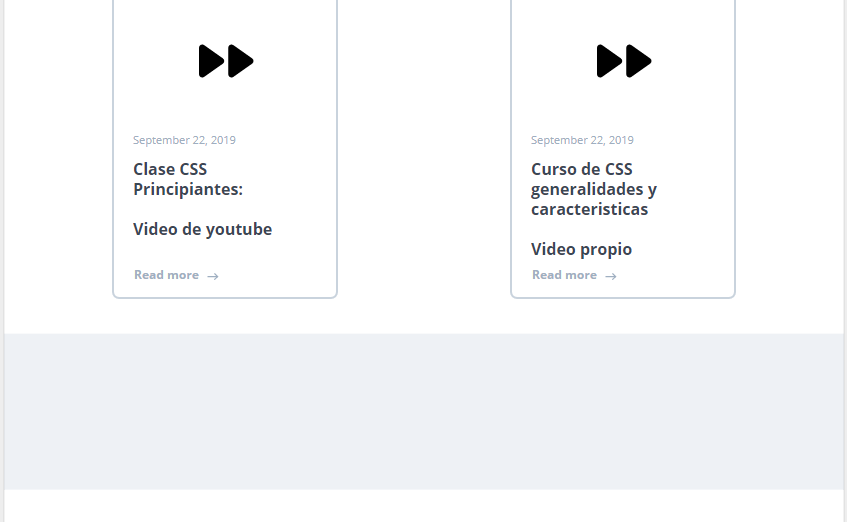 September 22, 2019
Clase CSS
Principiantes:
Video de youtube
Read more →
September 22, 2019
Curso de CSS
generalidades y
caracteristicas
Video propio
Read more →